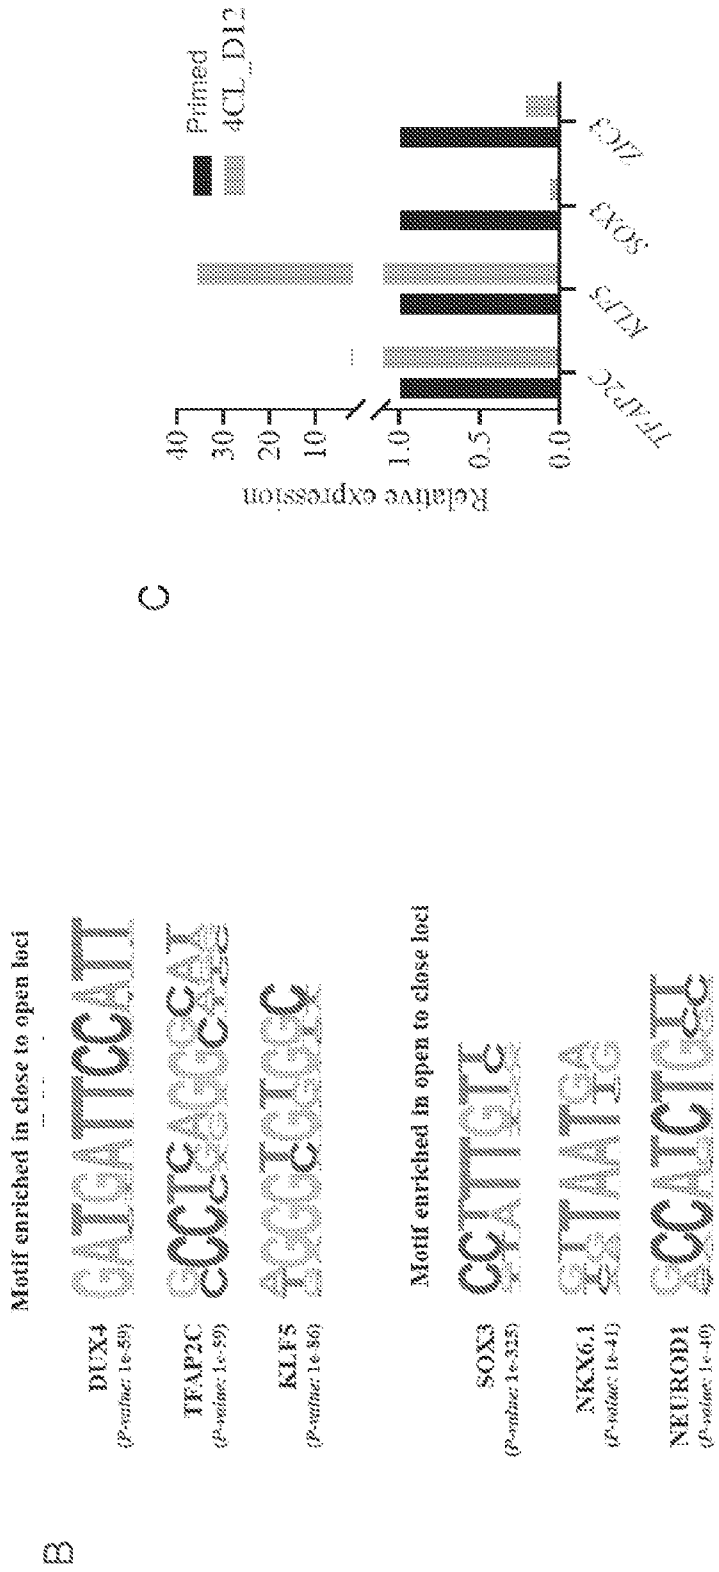 B
Motif enriched in close to open loci
DUX4
(P-value: 1e-59)
GATGATTCCATT
TFAP2C
(P-value: 1e-59)
KLF5
(P-value: 1e-86)
Motif enriched in open to close loci
SOX3
(P-value: 1e-325)
NKX6.1
(P-value: 1e-41)
NEUROD1
(P-value: 1e-40)
C
Primed
4CL_D12
Relative expression
40
30
20
10
1.0
0.5
0.0
TFAP2C
KLF5
SOX3
ZIC3